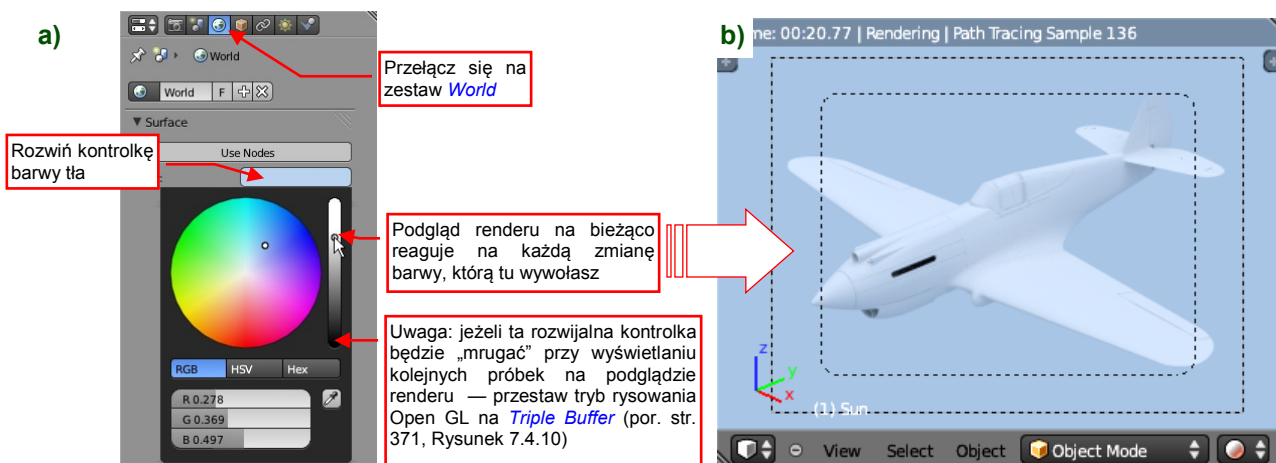 a)
World
World F
Przełącz się na
zestaw World
Surface
Rozwiń kontrolkę
barwy tła
Use Nodes
Podgląd renderu na bieżąco
reaguje na każdą zmianę
barwy, którą tu wywołasz
Uwaga: jeżeli ta rozwijalna kontrolka
będzie „mrugać” przy wyświetlaniu
kolejnych próbek na podglądzie
renderu — przestaw tryb rysowania
Open GL na Triple Buffer (por. str.
371, Rysunek 7.4.10)
RGB HSV Hex
R 0.278
G 0.369
B 0.497
b)
me: 00:20.77 | Rendering | Path Tracing Sample 136
z
y
x
(1) Sun
View Select Object Object Mode